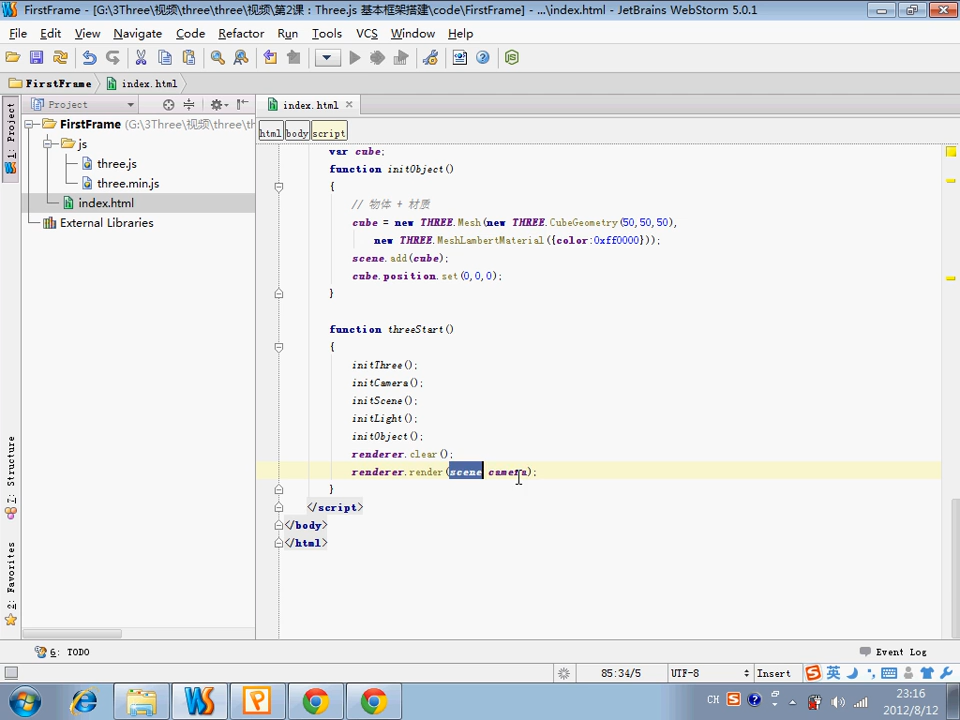 FirstFrame - [G:\3Three\视频\three\three\视频\第2课：Three.js 基本框架搭建\code\FirstFrame] - ...\index.html - JetBrains WebStorm 5.0.1
File Edit View Navigate Code Refactor Run Tools VCS Window Help
FirstFrame index.html
Project
index.html
FirstFrame (G:\3Three\视频\three\th
js
three.js
three.min.js
index.html
External Libraries
1: Project
7: Structure
2: Favorites
html body script
var cube;
function initObject()
{
// 物体 + 材质
cube = new THREE.Mesh(new THREE.CubeGeometry(50,50,50),
new THREE.MeshLambertMaterial({color:0xff0000}));
scene.add(cube);
cube.position.set(0,0,0);
}
function threeStart()
{
initThree();
initCamera();
initScene();
initLight();
initObject();
renderer.clear();
renderer.render(scene camera);
}
</script>
</body>
</html>
6: TODO
Event Log
85:34/5 UTF-8 Insert
英
CH
23:16
2012/8/12